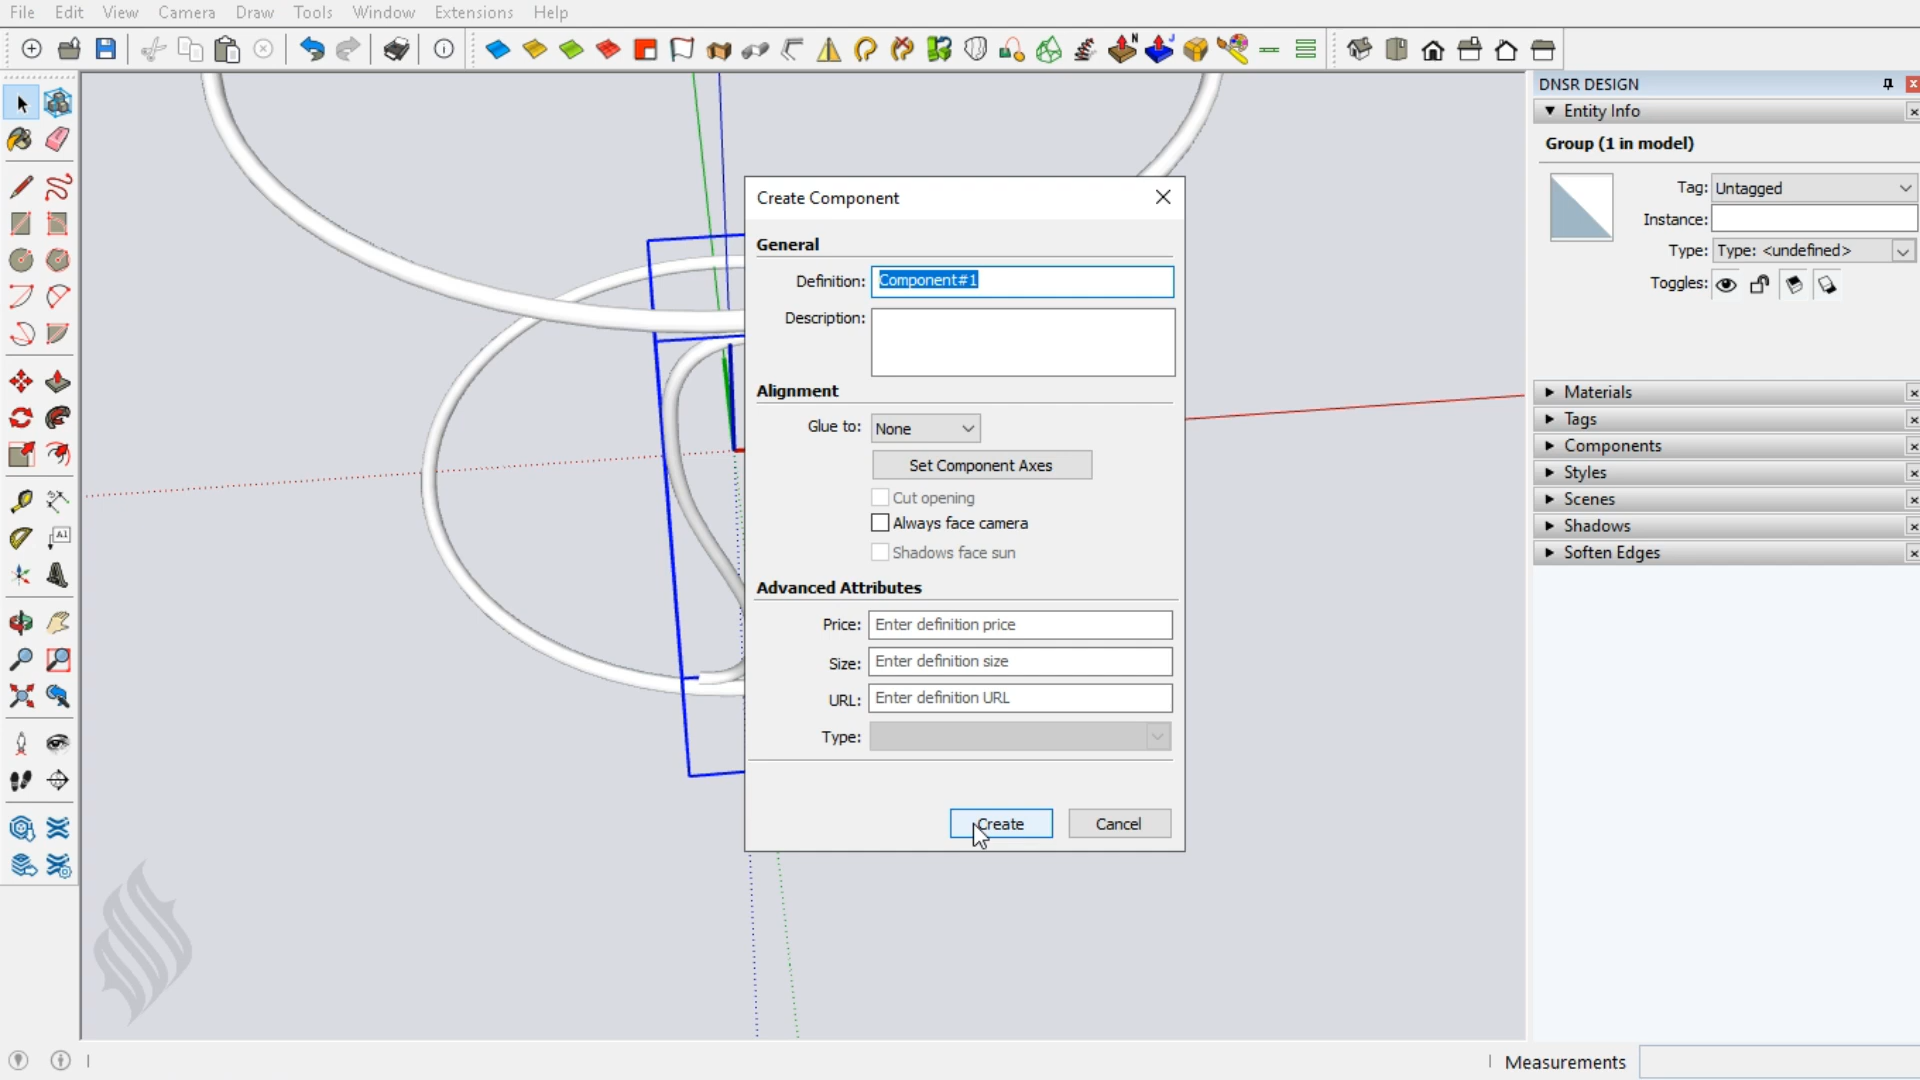 File Edit View Camera Draw Tools Window Extensions Help
N J
A1
Create Component
General
Definition: Component#1
Description:
Alignment
Glue to: None
Set Component Axes
Cut opening
Always face camera
Shadows face sun
Advanced Attributes
Price: Enter definition price
Size: Enter definition size
URL: Enter definition URL
Type:
Create Cancel
DNSR DESIGN
Entity Info
Group (1 in model)
Tag: Untagged
Instance:
Type: Type: <undefined>
Toggles:
Materials
Tags
Components
Styles
Scenes
Shadows
Soften Edges
Measurements